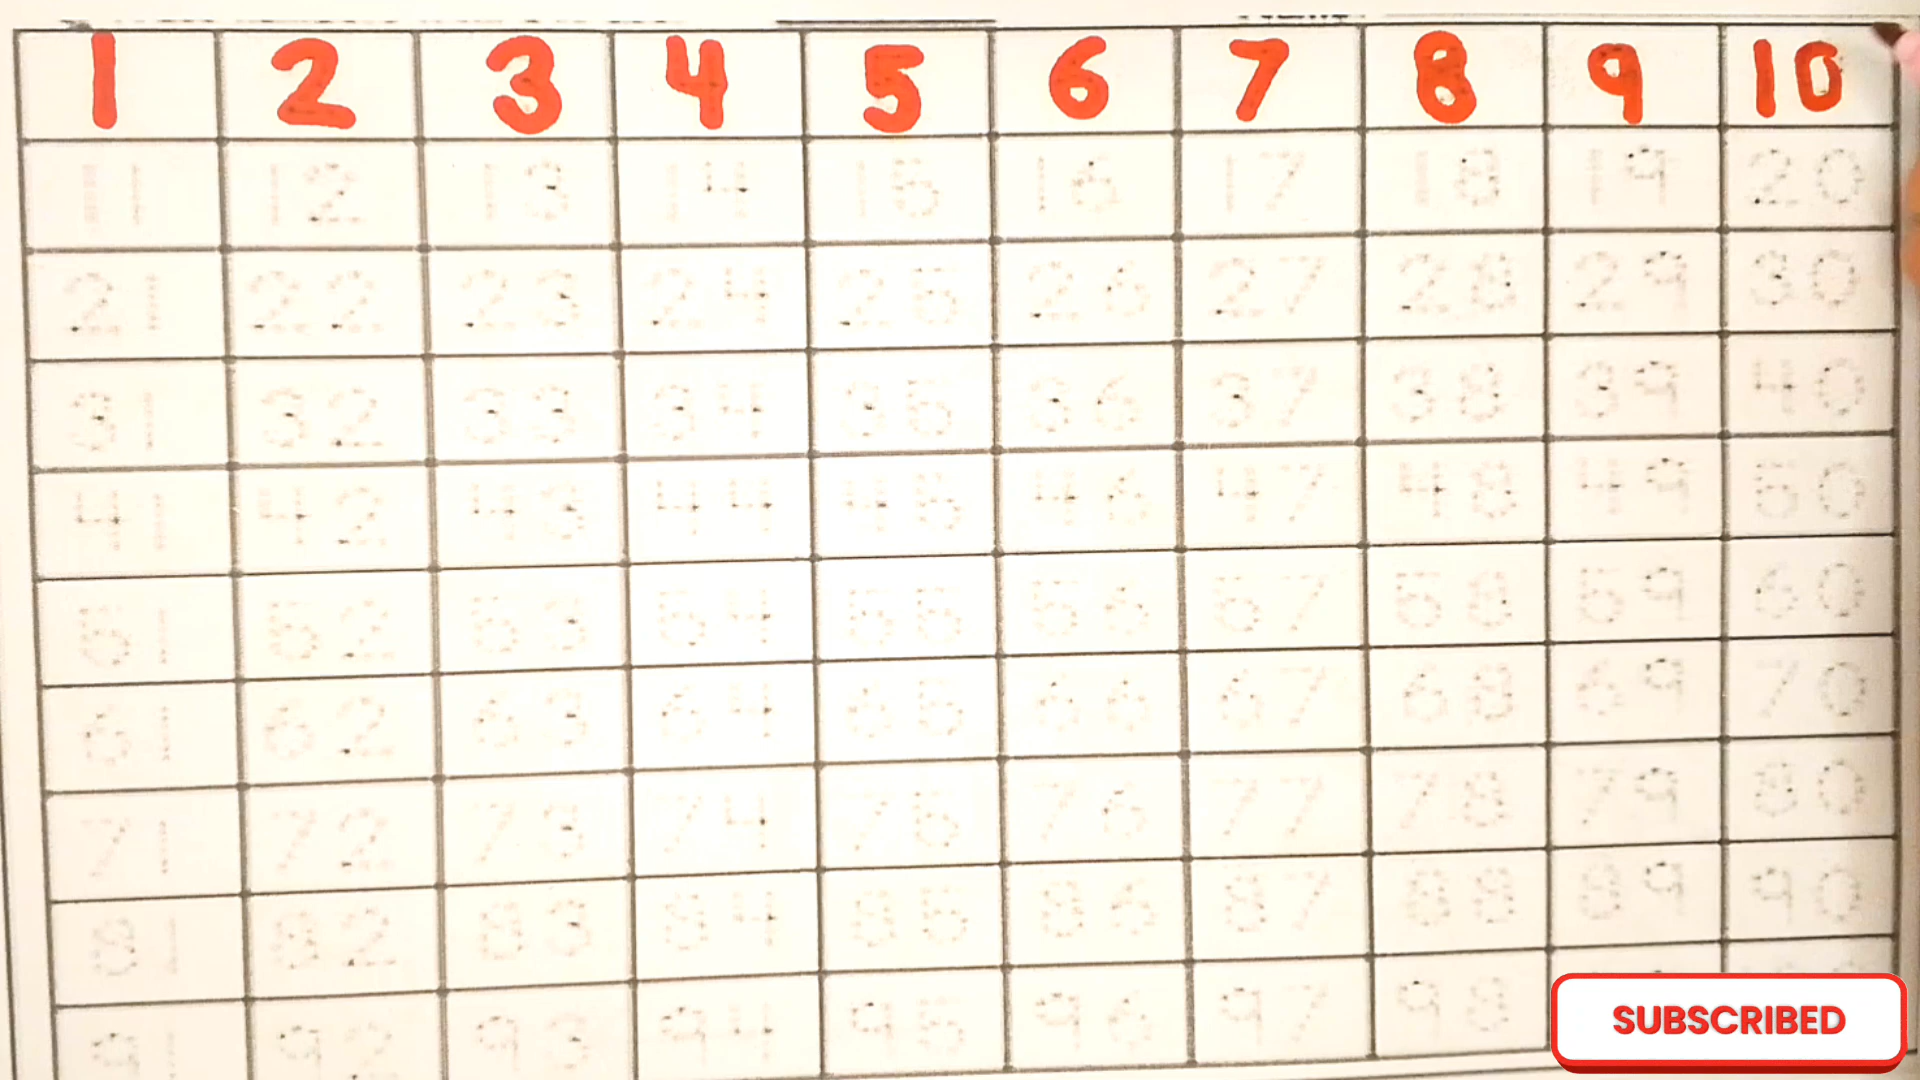 1 2 3 4 5 6 7 8 9 10
11 12 13 14 15 16 17 18 19 20
21 22 23 24 25 26 27 28 29 30
31 32 33 34 35 36 37 38 39 40
41 42 43 44 45 46 47 48 49 50
51 52 53 54 55 56 57 58 59 60
61 62 63 64 65 66 67 68 69 70
71 72 73 74 75 76 77 78 79 80
81 82 83 84 85 86 87 88 89 90
91 92 93 94 95 96 97 98
SUBSCRIBED